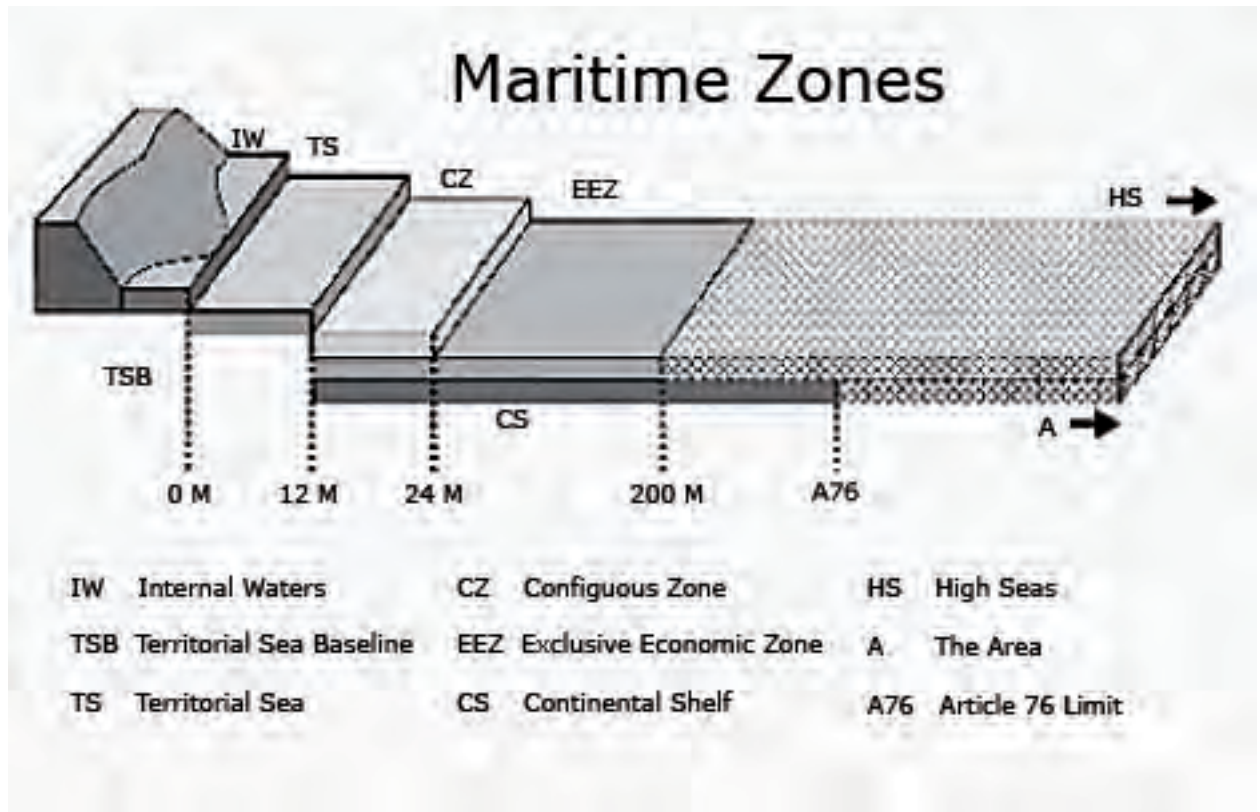 Maritime Zones
IW
TS
CZ
EEZ
HS
TSB
CS
A
0 M 12 M 24 M 200 M A76
IW Internal Waters CZ Configuous Zone HS High Seas
TSB Territorial Sea Baseline EEZ Exclusive Economic Zone A The Area
TS Territorial Sea CS Continental Shelf A76 Article 76 Limit